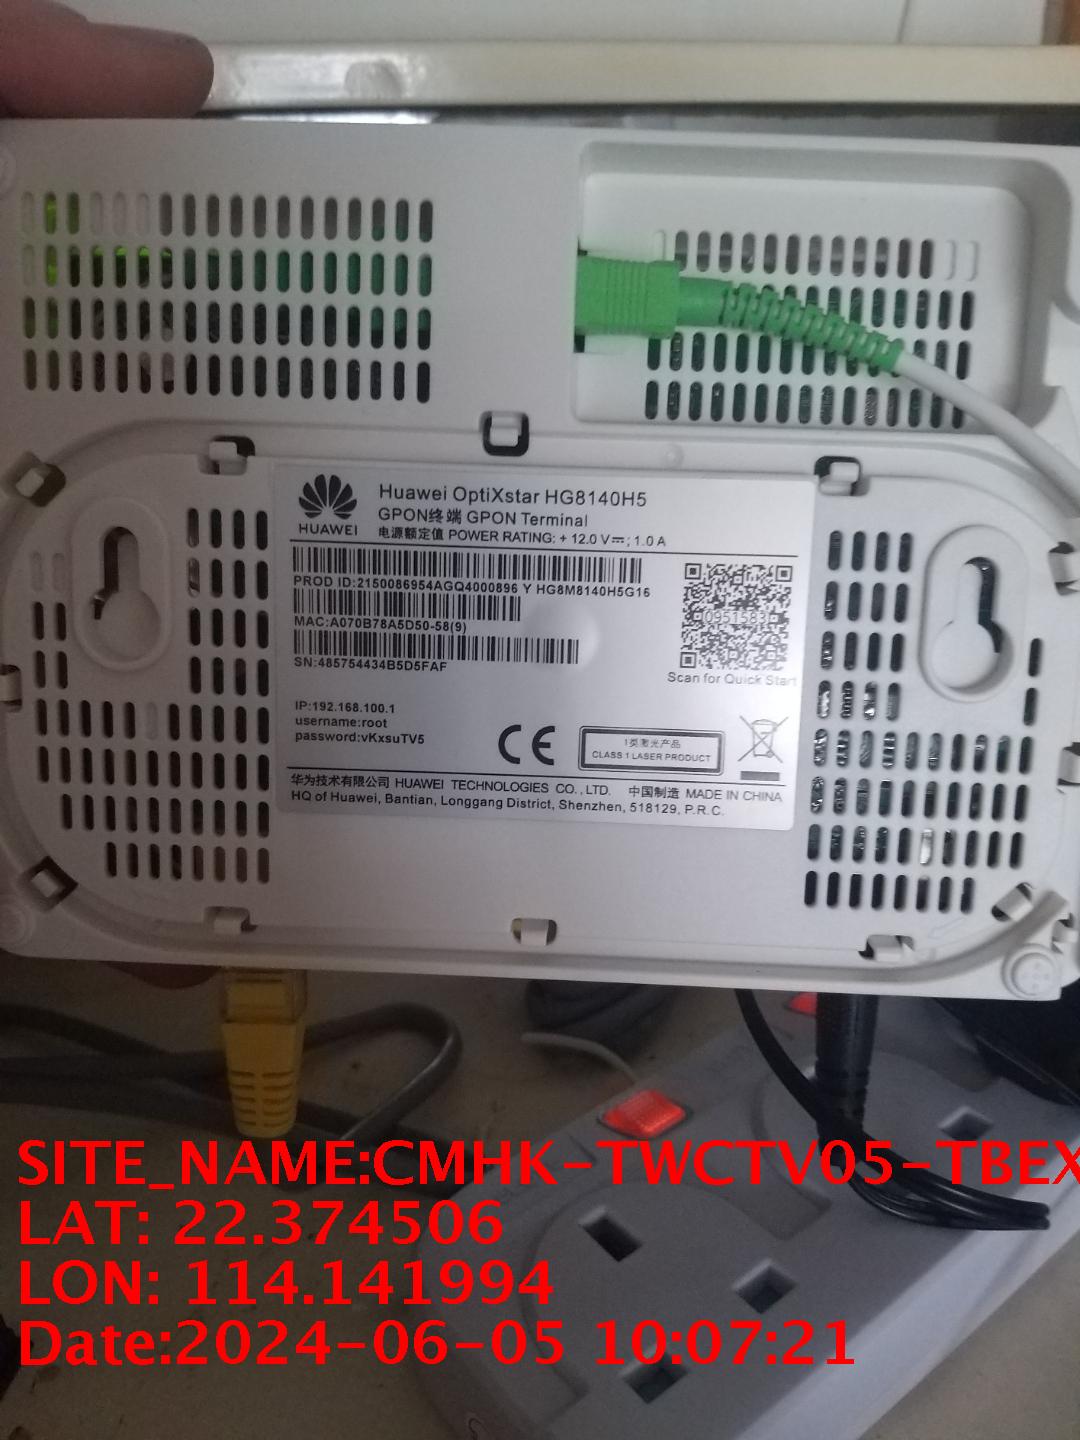 HUAWEI
Huawei OptiXstar HG8140H5
GPON终端 GPON Terminal
电源额定值 POWER RATING: + 12.0 V⎓; 1.0 A
PROD ID:2150086954AGQ4000896 Y HG8M8140H5G16
MAC:A070B78A5D50-58(9)
SN:485754434B5D5FAF
0951583
Scan for Quick Start
IP:192.168.100.1
username:root
password:vKxsuTV5
CE
1类激光产品
CLASS 1 LASER PRODUCT
华为技术有限公司 HUAWEI TECHNOLOGIES CO., LTD. 中国制造 MADE IN CHINA
HQ of Huawei, Bantian, Longgang District, Shenzhen, 518129, P.R.C.
SITE_NAME:CMHK-TWCTV05-TBEX
LAT: 22.374506
LON: 114.141994
Date:2024-06-05 10:07:21